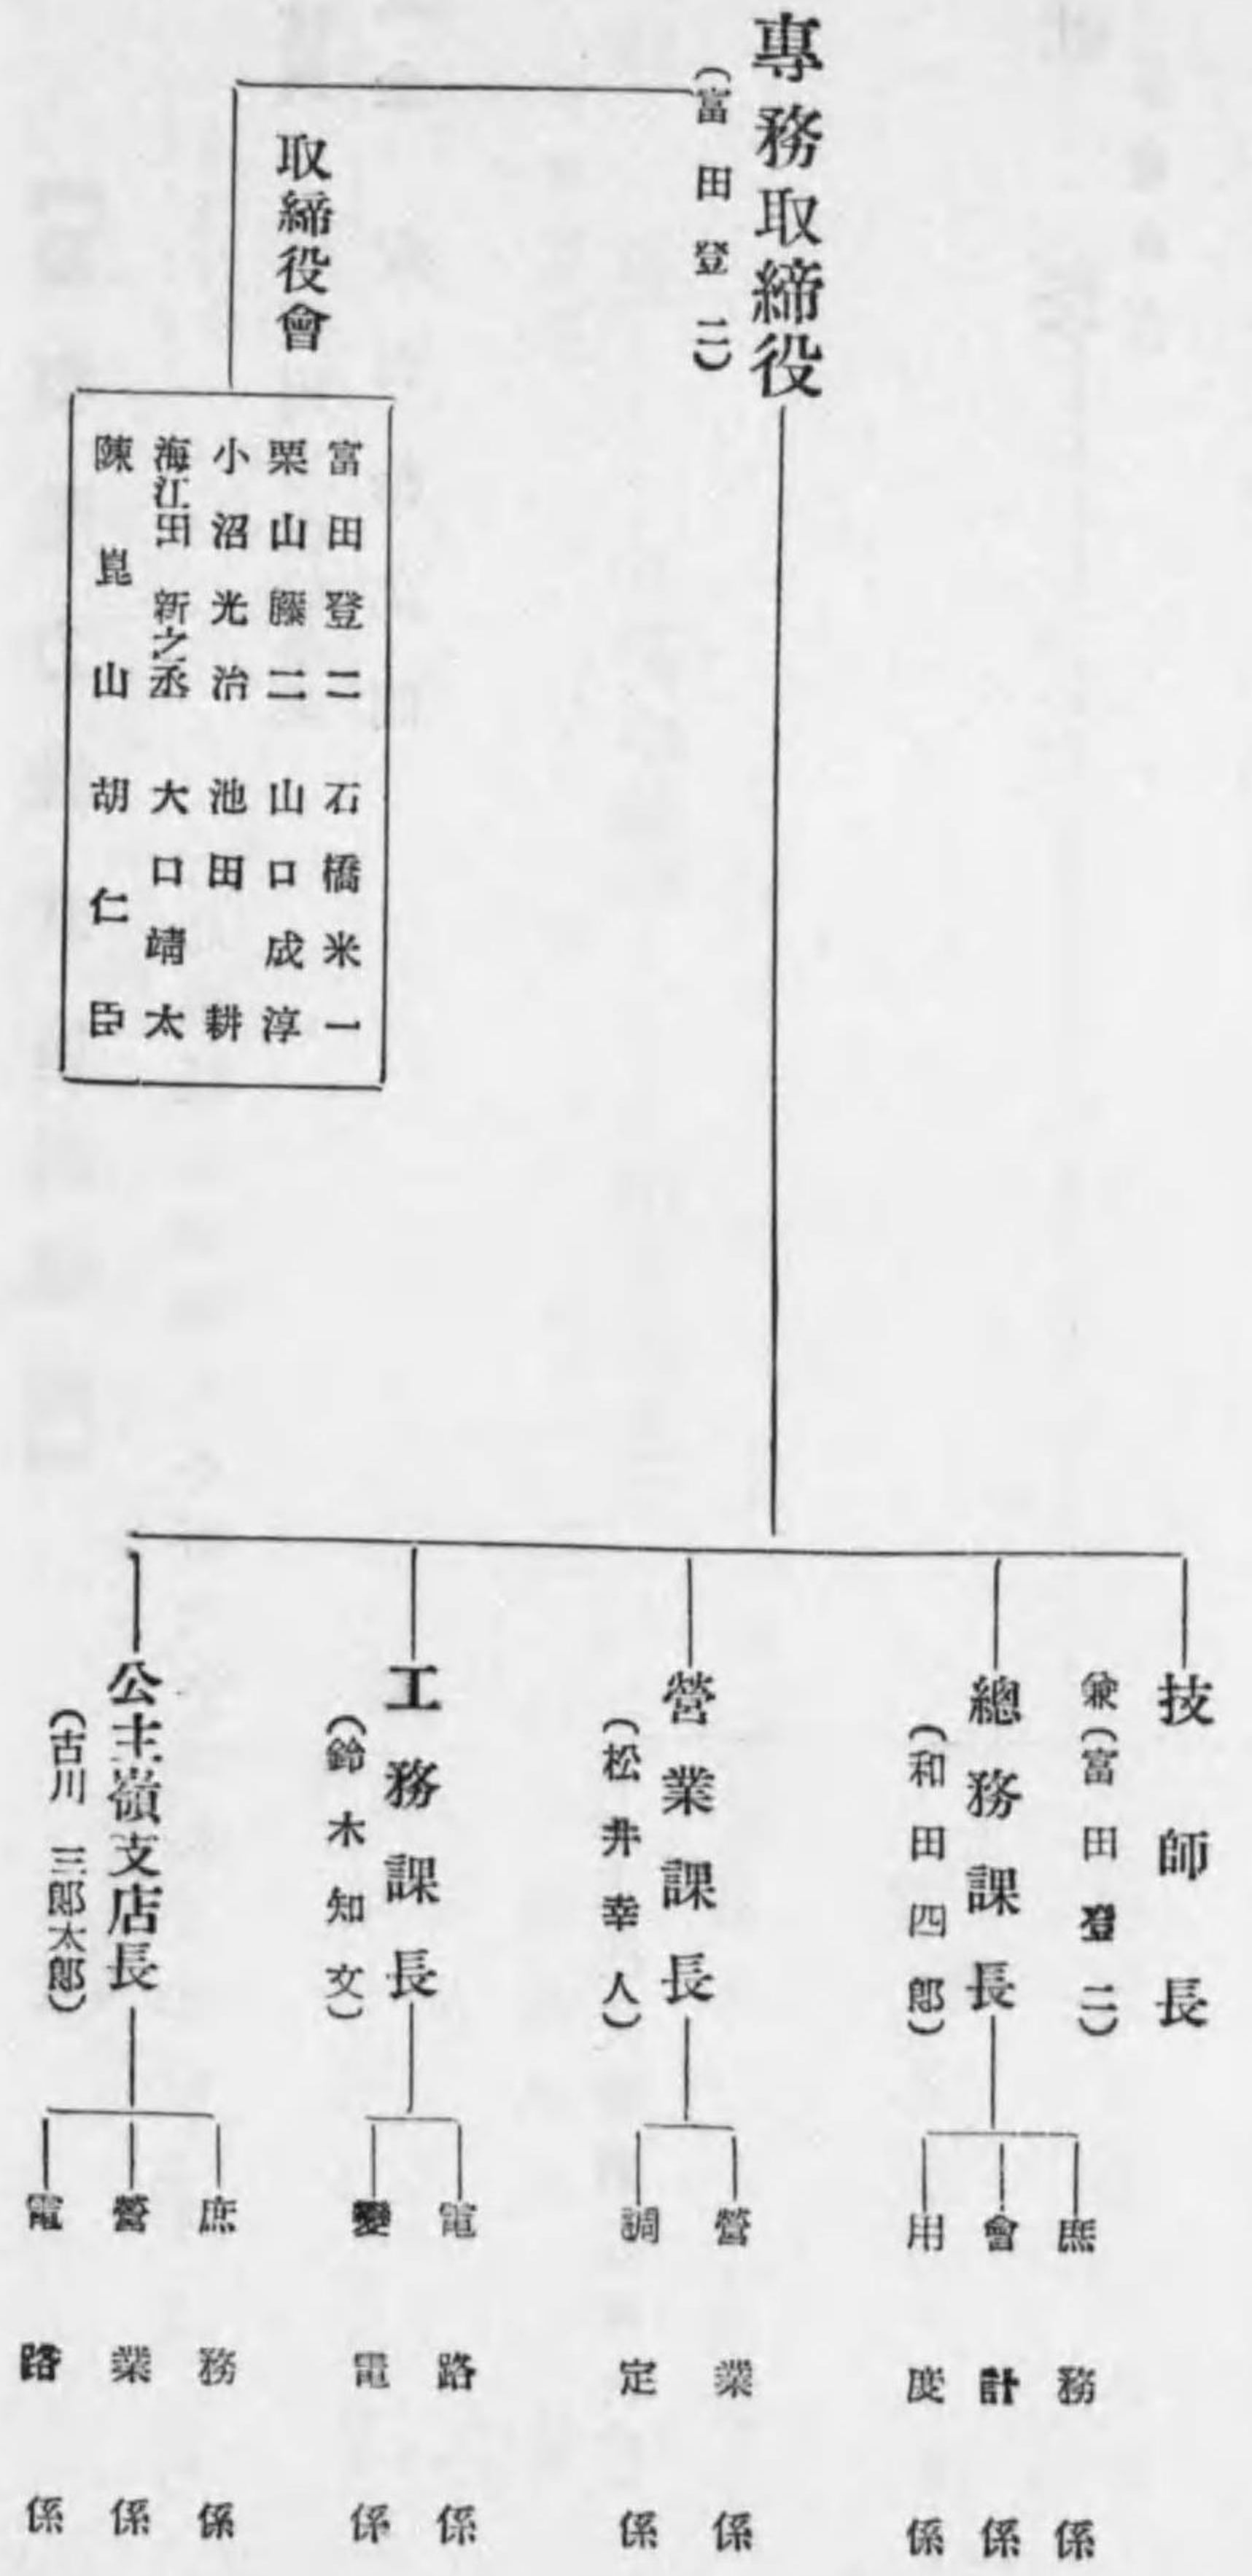 專務取締役
(富田登二)
取締役會
富田登二 石橋米一
栗山藤二 山口成淳
小沼光治 池田耕
海江田新之丞 大口靖太
陳崑山 胡仁臣
技師長
兼(富田登二)
總務課長
(和田四郎)
庶務係
會計係
用度係
營業課長
(松井幸人)
營業係
調定係
工務課長
(鈴木知文)
電路係
變電係
公主嶺支店長
(古川三郎太郎)
庶務係
營業係
電路係